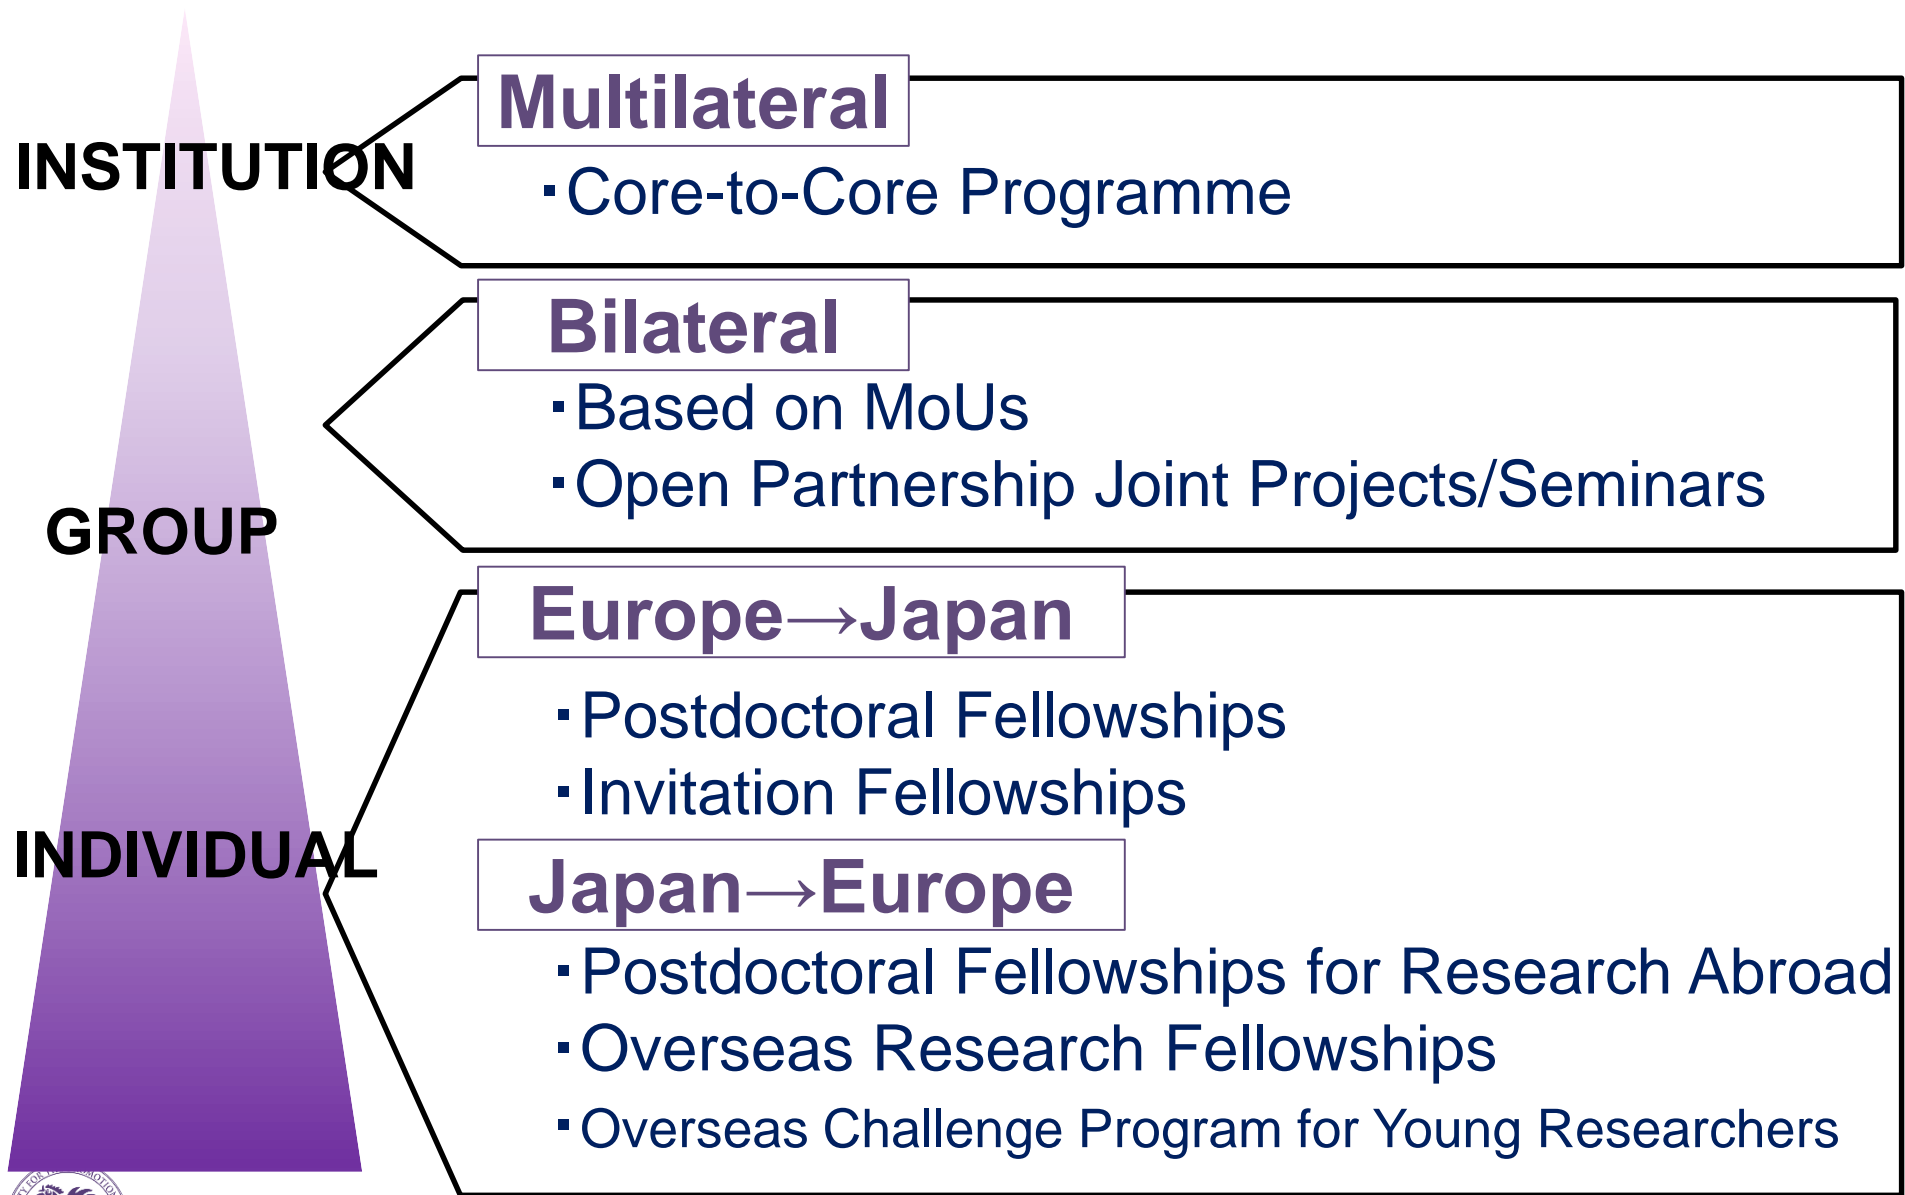 INSTITUTION
Multilateral
・Core-to-Core Programme
GROUP
Bilateral
・Based on MoUs
・Open Partnership Joint Projects/Seminars
INDIVIDUAL
Europe→Japan
・Postdoctoral Fellowships
・Invitation Fellowships
Japan→Europe
・Postdoctoral Fellowships for Research Abroad
・Overseas Research Fellowships
・Overseas Challenge Program for Young Researchers